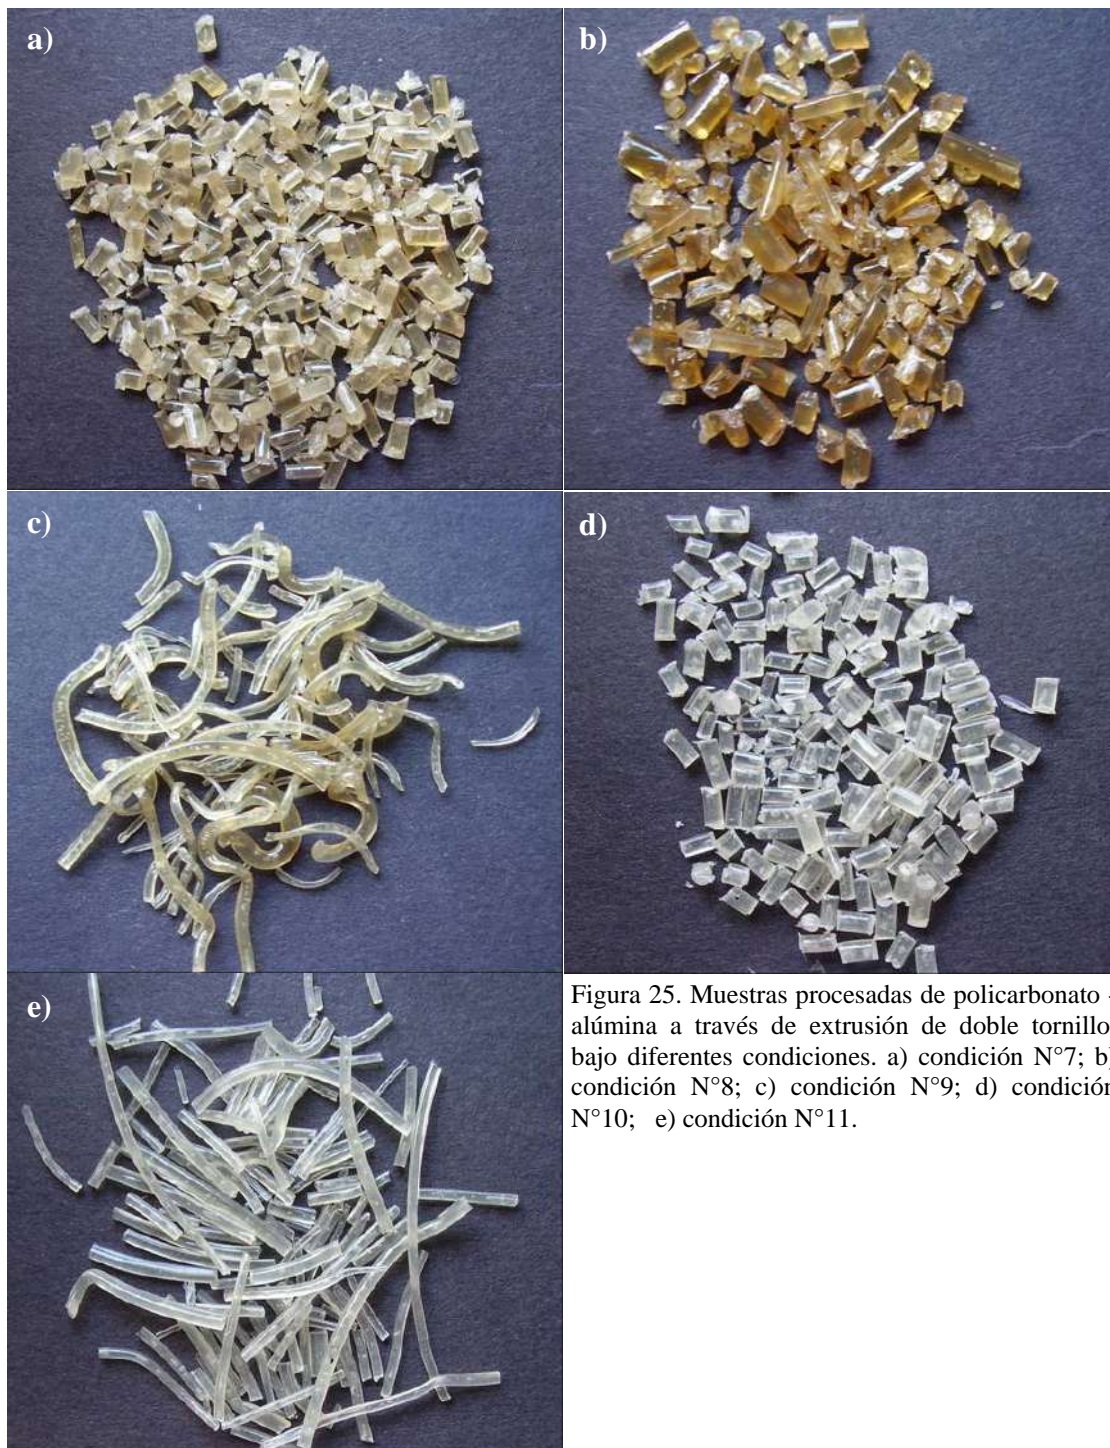 a)
b)
c)
d)
e)
Figura 25. Muestras procesadas de policarbonato -
alúmina a través de extrusión de doble tornillo,
bajo diferentes condiciones. a) condición N°7; b)
condición N°8; c) condición N°9; d) condición
N°10; e) condición N°11.